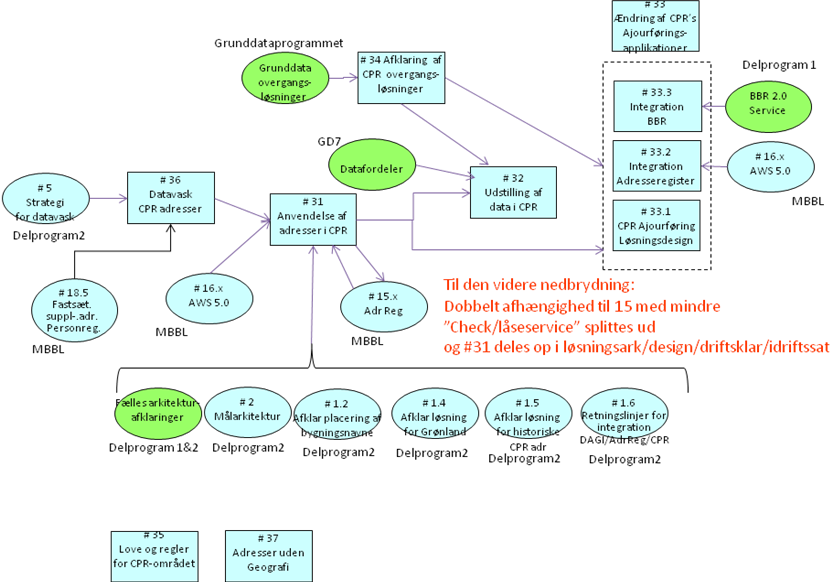 # 33
Ændring af CPR's
Ajourførings-
applikationer
Grunddataprogrammet
Grunddata
overgangs-
løsninger
# 34 Afklaring af
CPR overgangs-
løsninger
Delprogram 1
# 33.3
Integration
BBR
BBR 2.0
Service
GD7
Datafordeler
# 32
Udstilling af
data i CPR
# 33.2
Integration
Adresseregister
# 16.x
AWS 5.0
MBBL
# 5
Strategi
for datavask
Delprogram2
# 36
Datavask
CPR adresser
# 31
Anvendelse af
adresser i CPR
# 33.1
CPR Ajourføring
Løsningsdesign
# 18.5
Fastsæt.
suppl-.adr.
Personreg.
MBBL
# 16.x
AWS 5.0
MBBL
# 15.x
Adr Reg
MBBL
Til den videre nedbrydning:
Dobbelt afhængighed til 15 med mindre
”Check/låseservice” splittes ud
og #31 deles op i løsningsark/design/driftsklar/idriftssat
Fælles arkitektur-
afklaringer
Delprogram 1&2
# 2
Målarkitektur
Delprogram2
# 1.2
Afklar placering af
bygningsnavne
Delprogram2
# 1.4
Afklar løsning
for Grønland
Delprogram2
# 1.5
Afklar løsning
for historiske
CPR adr
Delprogram2
# 1.6
Retningslinjer for
integration
DAGI/AdrReg/CPR
Delprogram2
# 35
Love og regler
for CPR-området
# 37
Adresser uden
Geografi